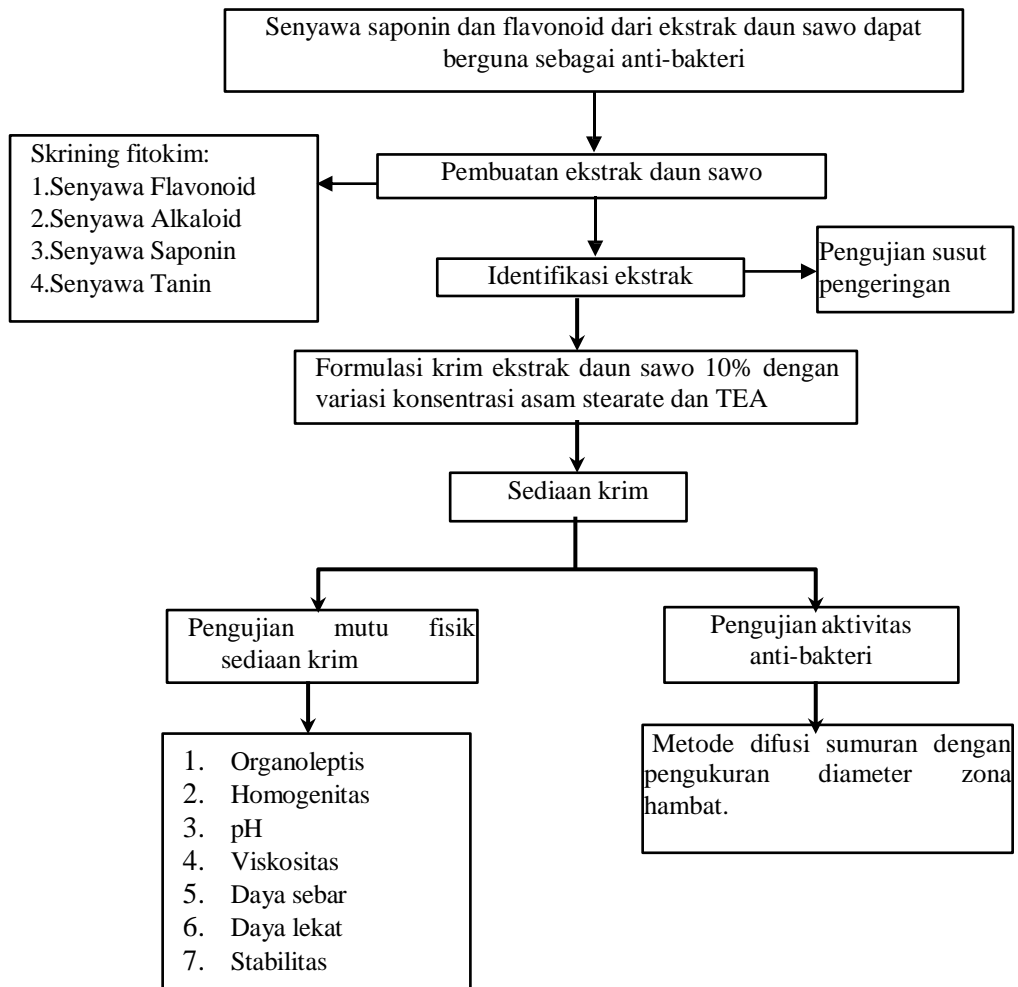 Senyawa saponin dan flavonoid dari ekstrak daun sawo dapat
berguna sebagai anti-bakteri
Skrining fitokim:
1.Senyawa Flavonoid
2.Senyawa Alkaloid
3.Senyawa Saponin
4.Senyawa Tanin
Pembuatan ekstrak daun sawo
Identifikasi ekstrak
Pengujian susut
pengeringan
Formulasi krim ekstrak daun sawo 10% dengan
variasi konsentrasi asam stearate dan TEA
Sediaan krim
Pengujian mutu fisik
sediaan krim
Pengujian aktivitas
anti-bakteri
1. Organoleptis
2. Homogenitas
3. pH
4. Viskositas
5. Daya sebar
6. Daya lekat
7. Stabilitas
Metode difusi sumuran dengan
pengukuran diameter zona
hambat.